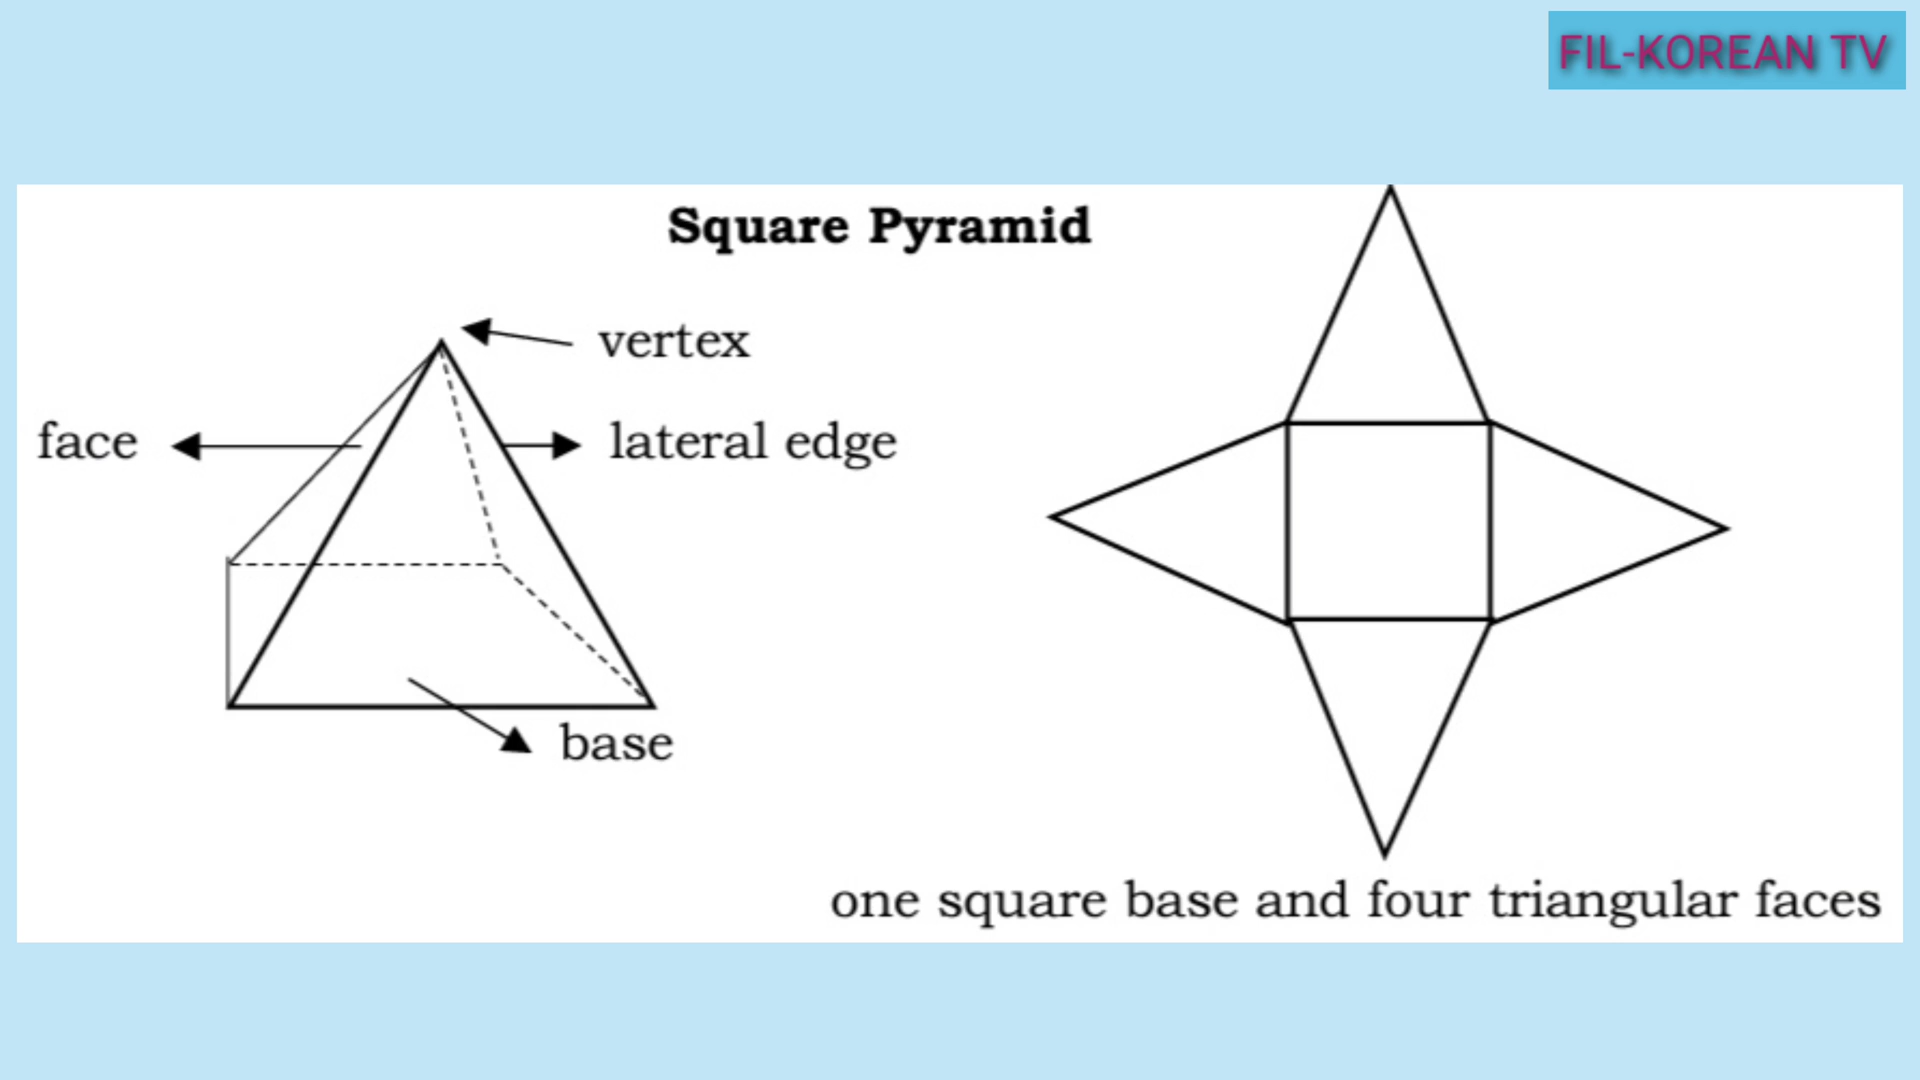 FIL-KOREAN TV
Square Pyramid
vertex
face
lateral edge
base
one square base and four triangular faces